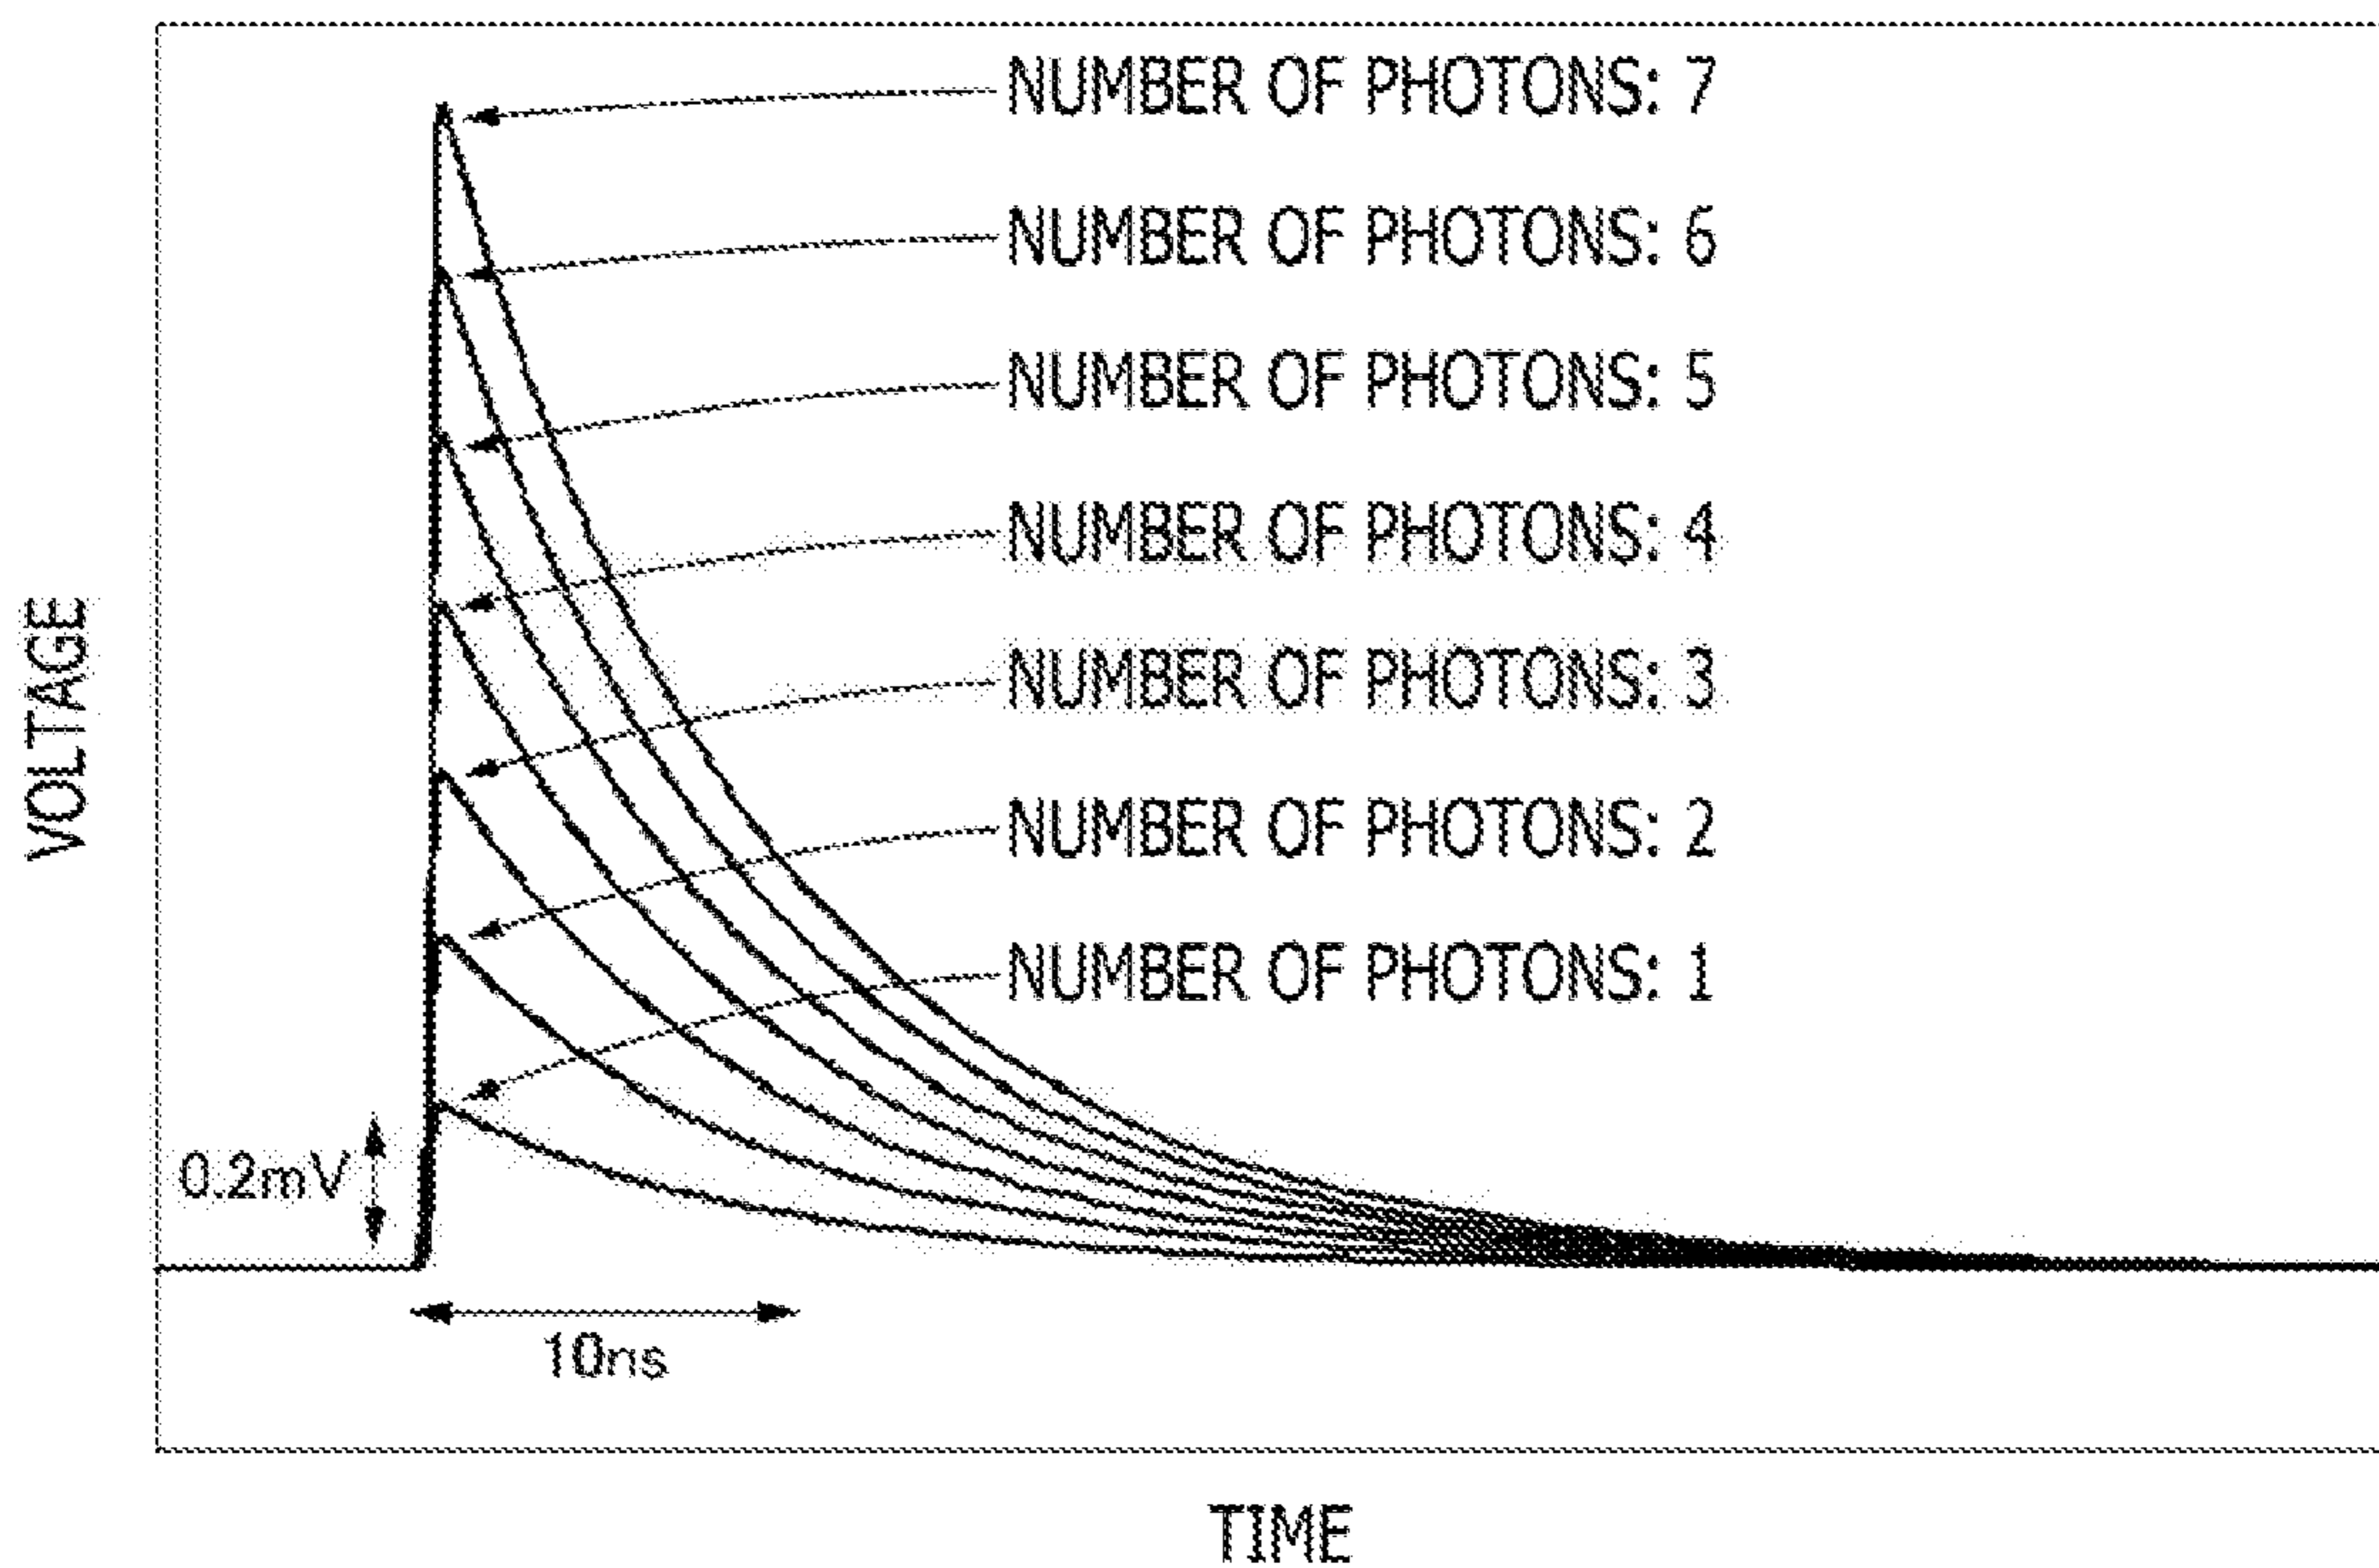 NUMBER OF PHOTONS: 7
NUMBER OF PHOTONS: 6
NUMBER OF PHOTONS: 5
NUMBER OF PHOTONS: 4
NUMBER OF PHOTONS: 3
NUMBER OF PHOTONS: 2
NUMBER OF PHOTONS: 1
VOLTAGE
0.2mV
10ns
TIME